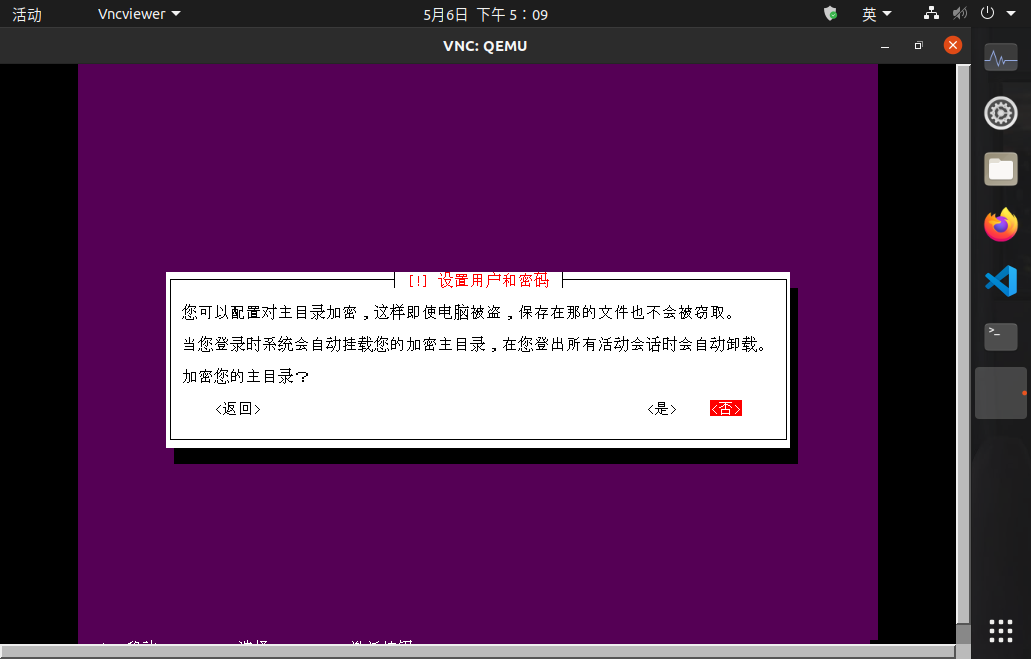 活动
Vncviewer
5月6日 下午 5：09
英
VNC: QEMU
[!] 设置用户和密码
您可以配置对主目录加密，这样即使电脑被盗，保存在那的文件也不会被窃取。
当您登录时系统会自动挂载您的加密主目录，在您登出所有活动会话时会自动卸载。
加密您的主目录？
<返回>
<是>
<否>
>_